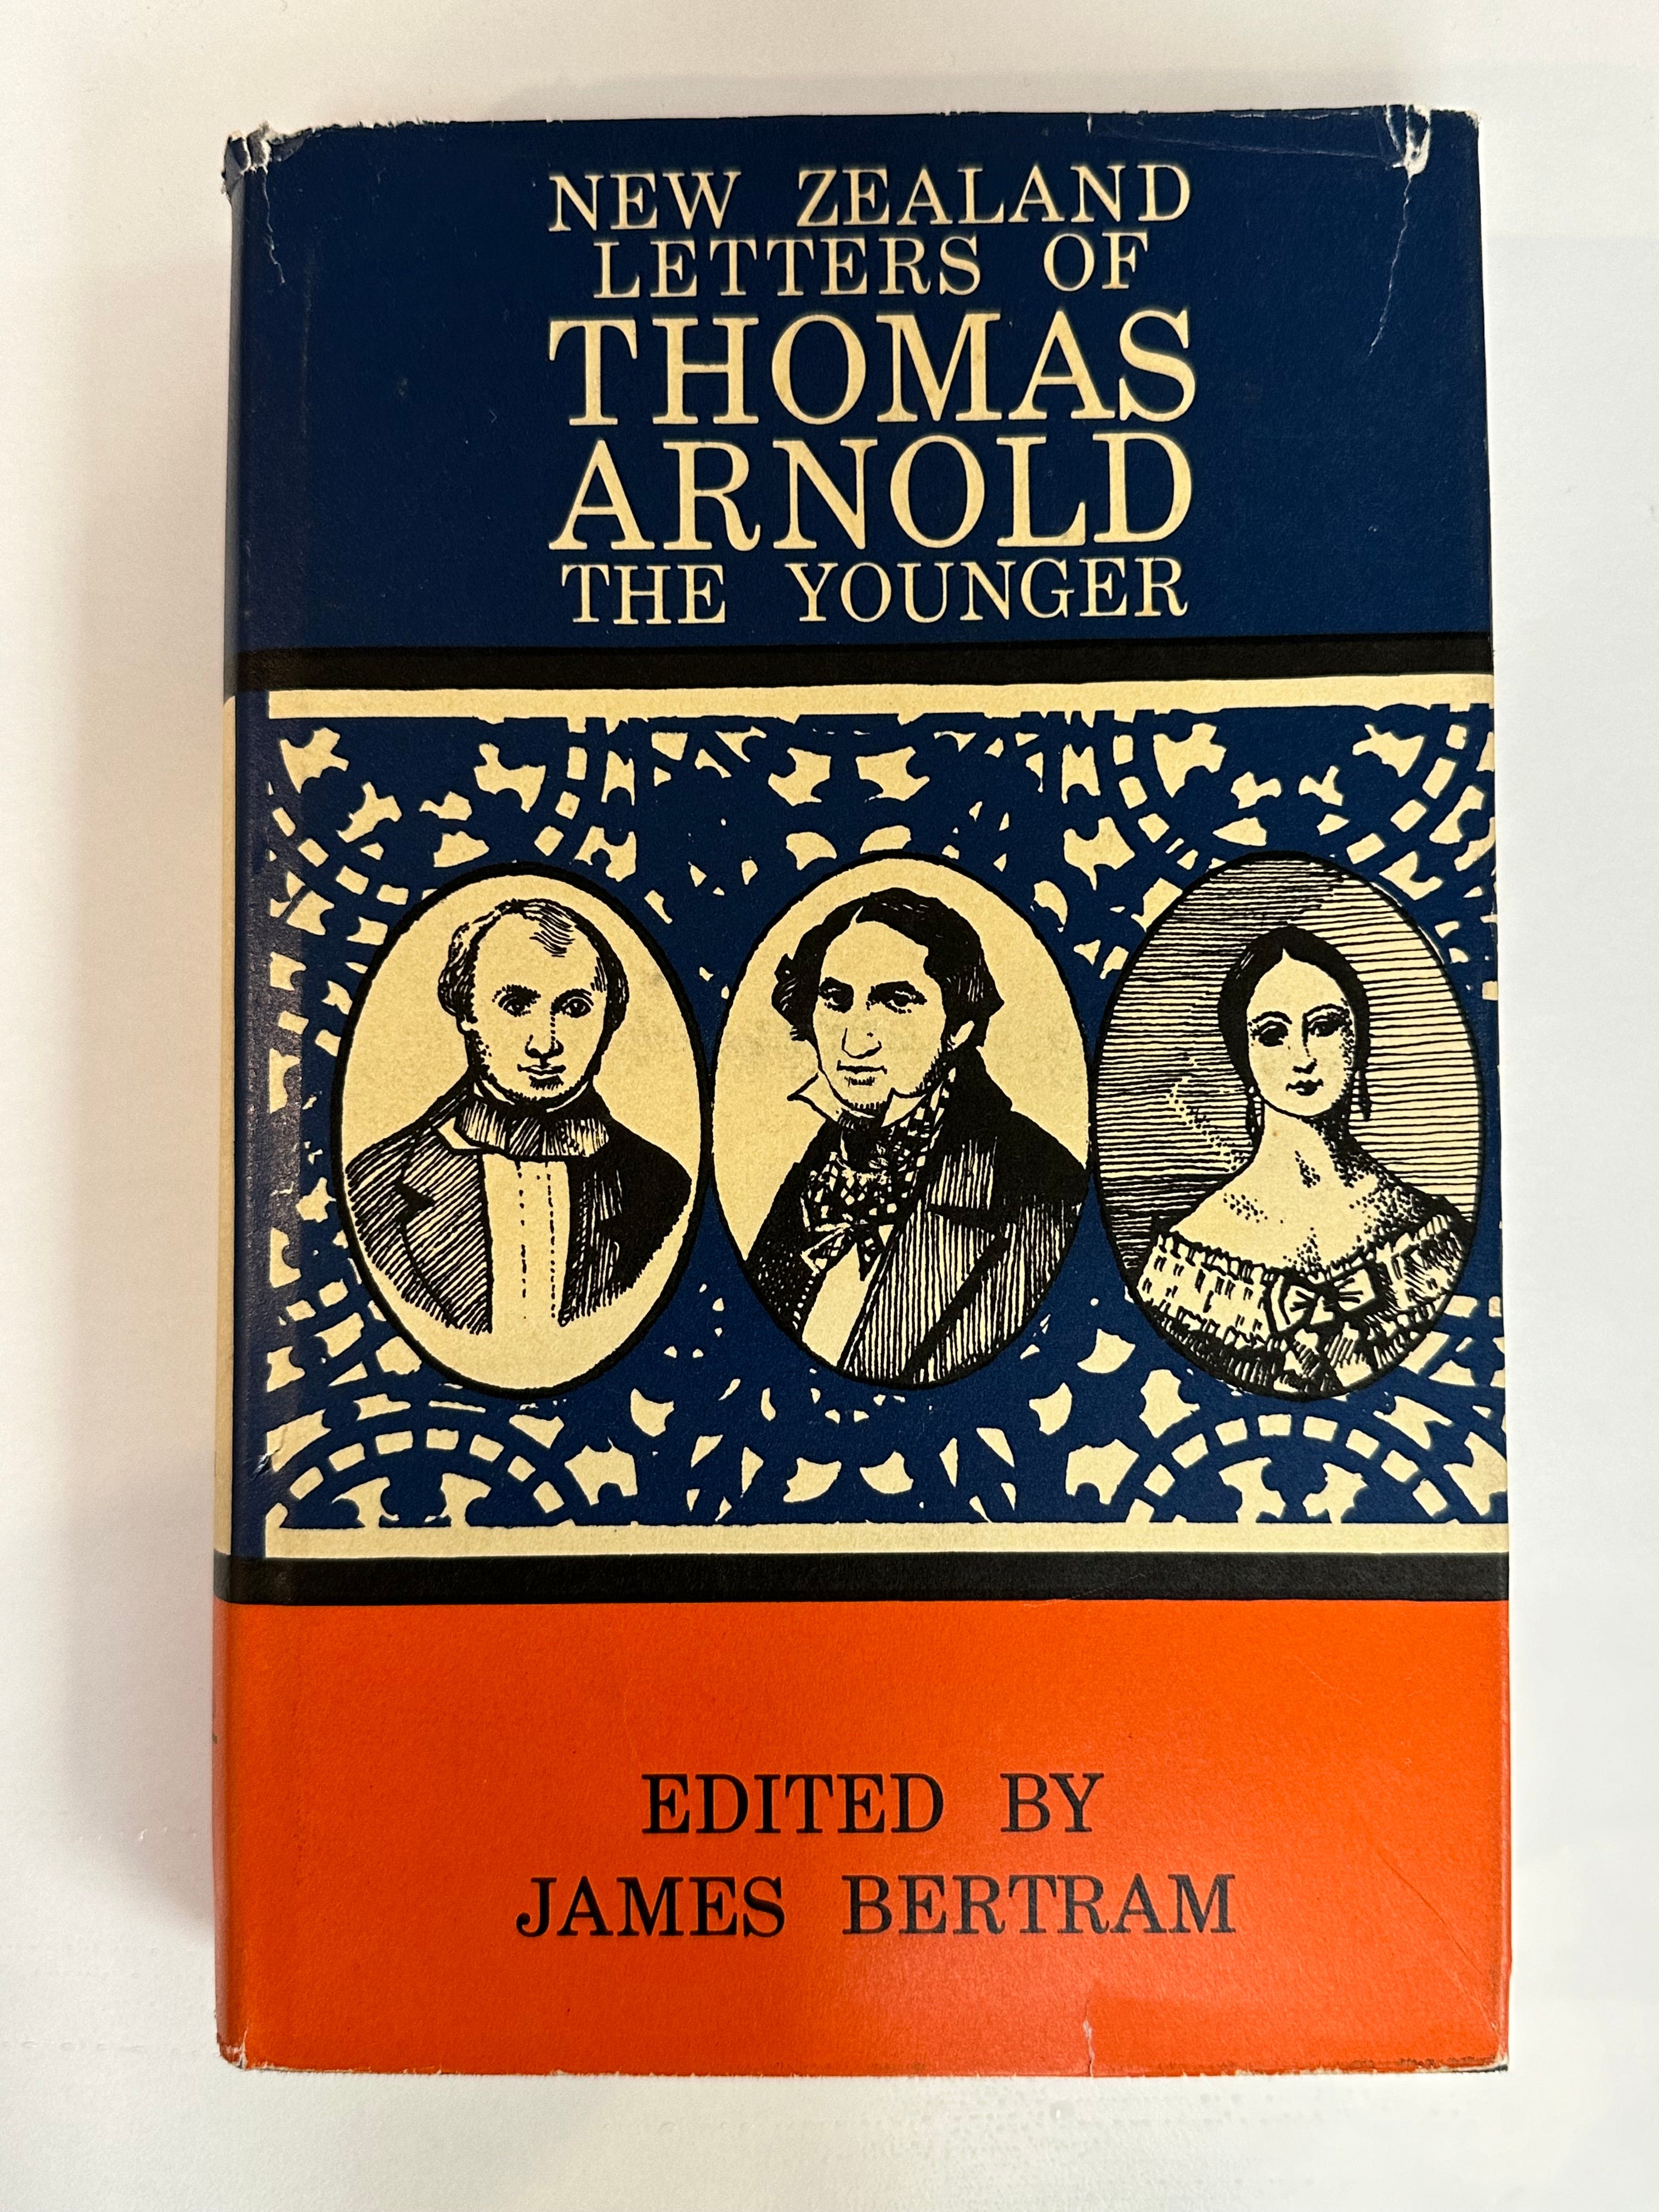 NEW ZEALAND
LETTERS OF
THOMAS
ARNOLD
THE YOUNGER
EDITED BY
JAMES BERTRAM